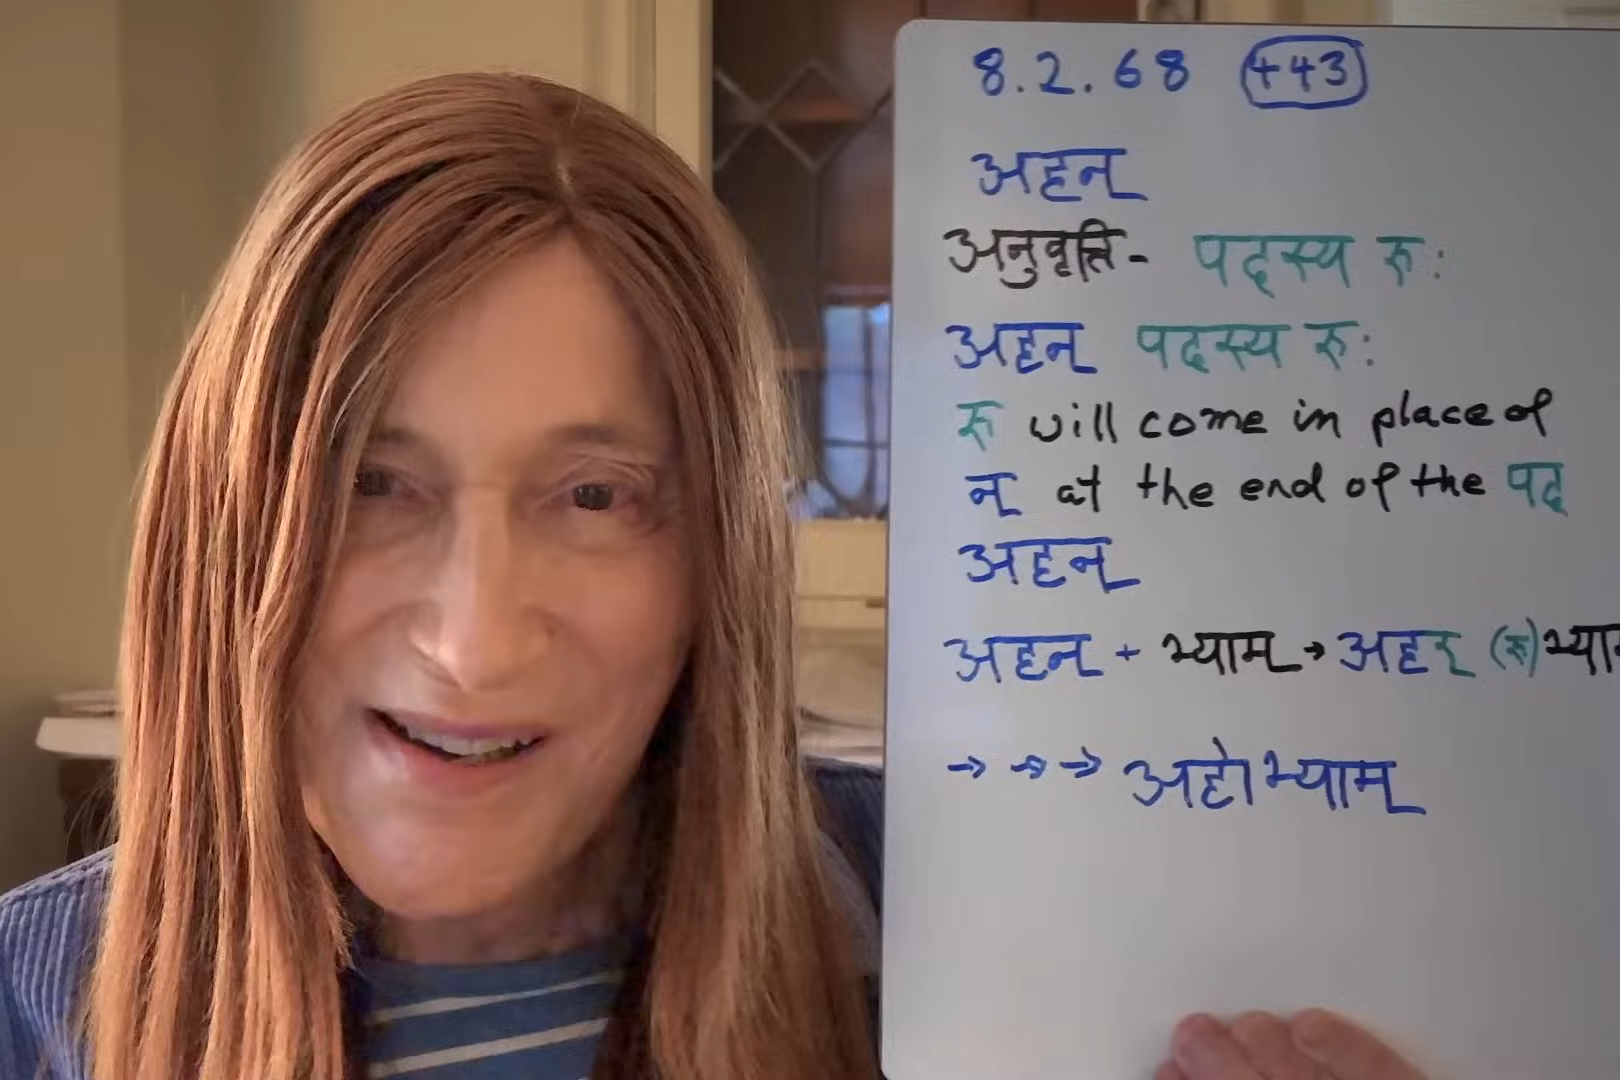 8.2.68 +43
अहन्
अनुवृत्ति- पदस्य रुः
अहन् पदस्य रुः
रु will come in place of
न् at the end of the पद
अहन्
अहन् + भ्याम् → अहर् (रु) भ्याम
→ → → अहोभ्याम्